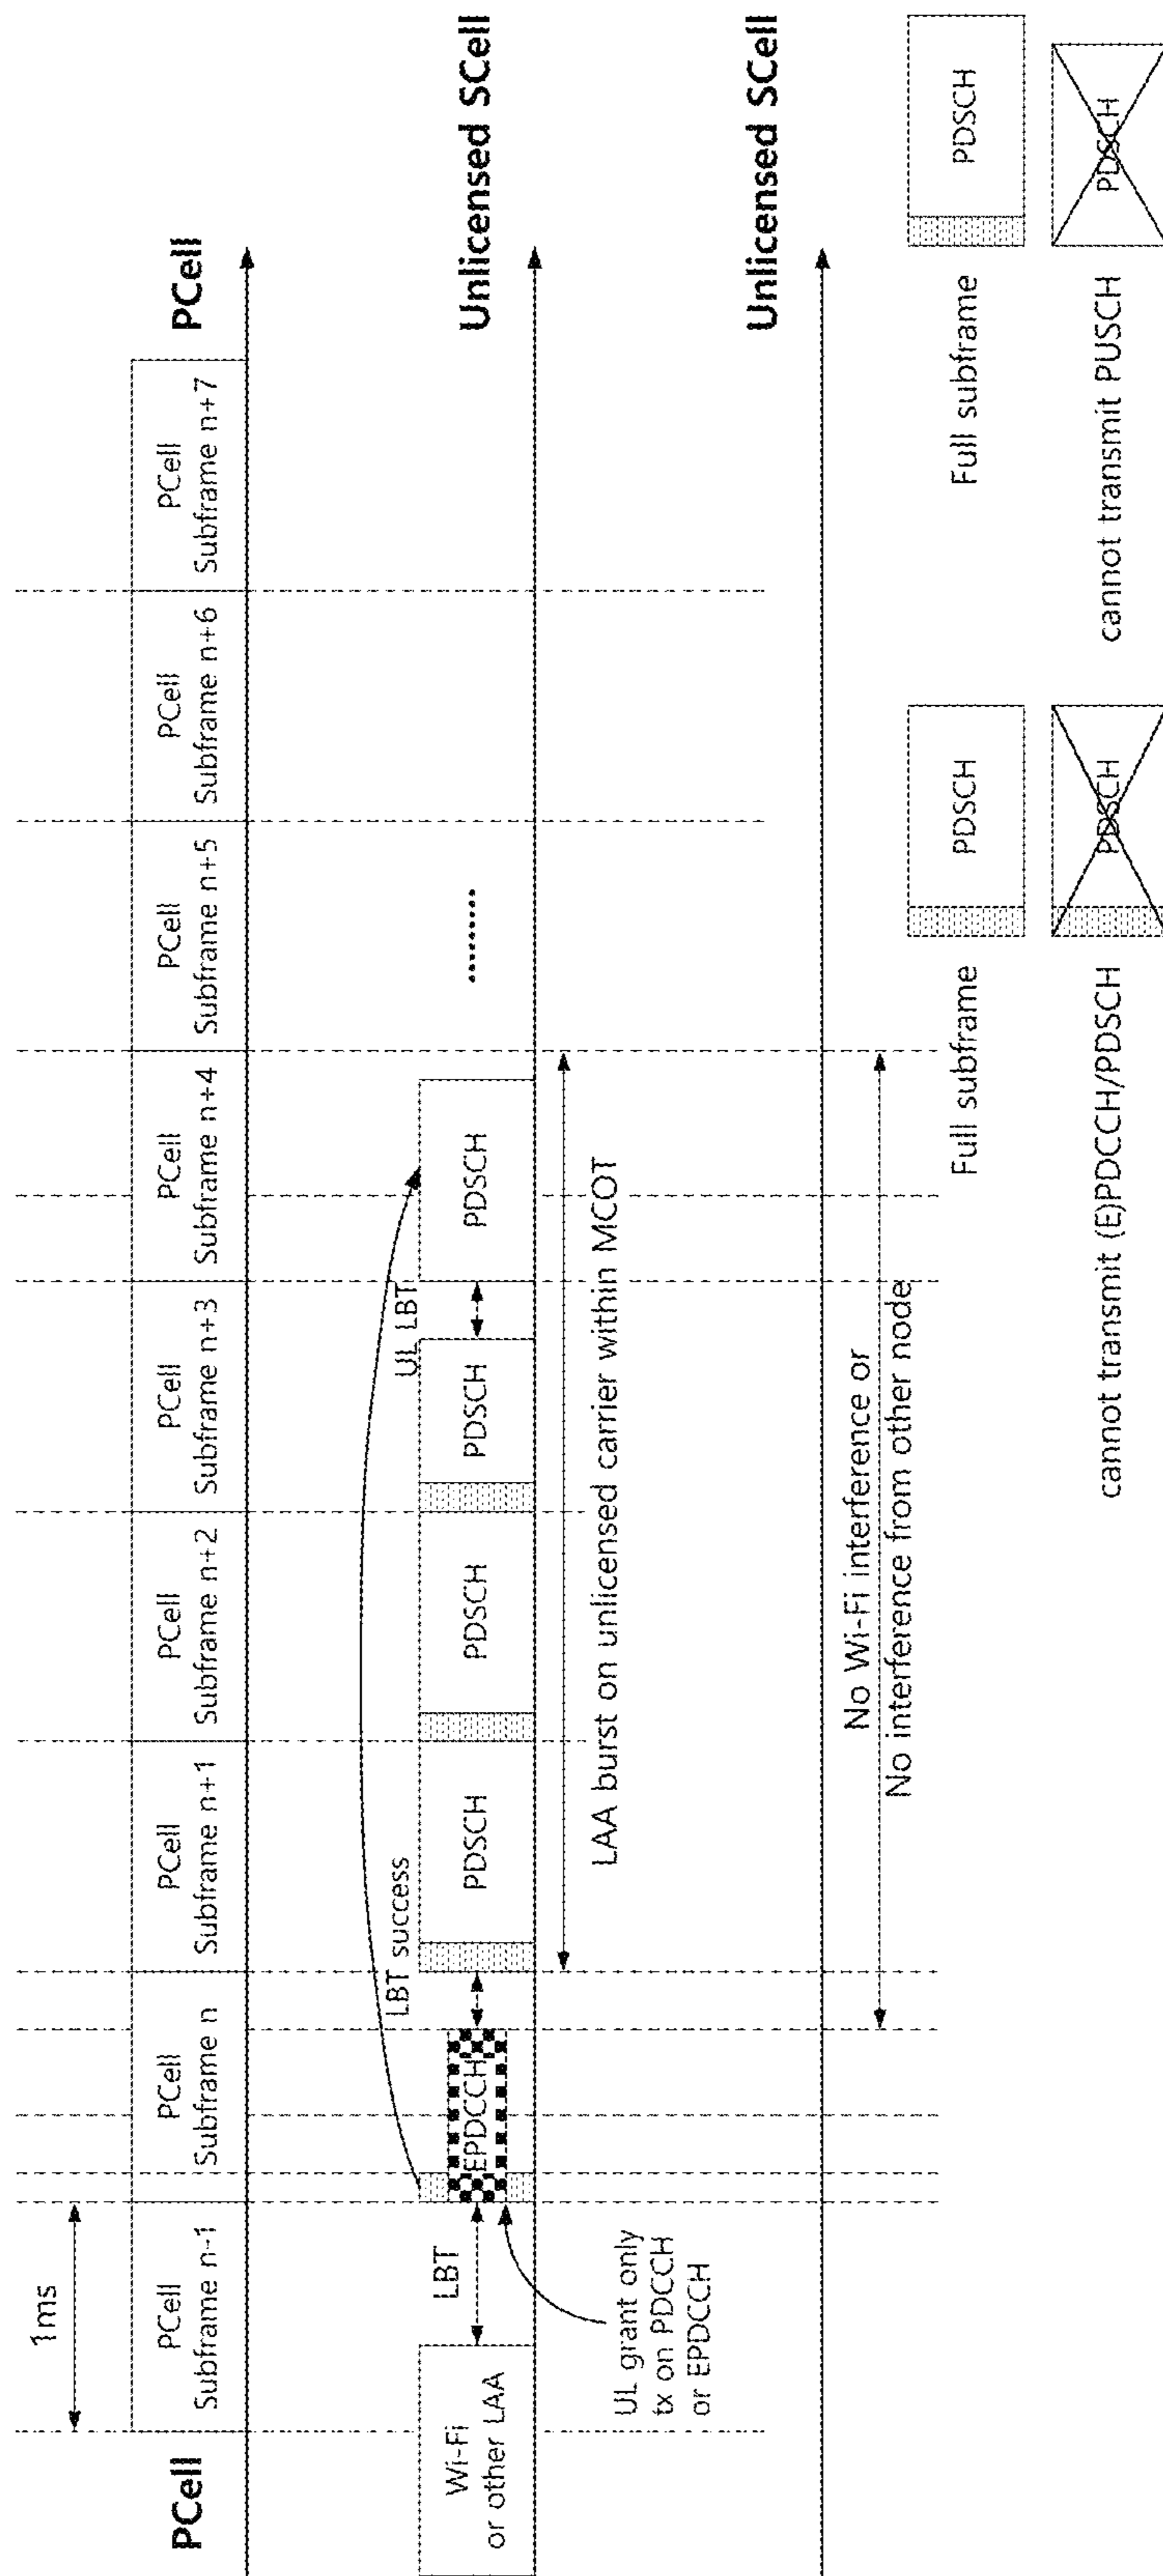 1ms
PCell
PCell
Subframe n-1
PCell
Subframe n
PCell
Subframe n+1
PCell
Subframe n+2
PCell
Subframe n+3
PCell
Subframe n+4
PCell
Subframe n+5
PCell
Subframe n+6
PCell
Subframe n+7
PCell
Wi-Fi
or other LAA
LBT
EPDCCH
LBT success
PDSCH
PDSCH
PDSCH
UL LBT
PDSCH
........
Unlicensed SCell
UL grant only
tx on PDCCH
or EPDCCH
LAA burst on unlicensed carrier within MCOT
Unlicensed SCell
No Wi-Fi interference or
No interference from other node
Full subframe
PDSCH
Full subframe
PDSCH
cannot transmit (E)PDCCH/PDSCH
PDSCH
cannot transmit PUSCH
PDSCH